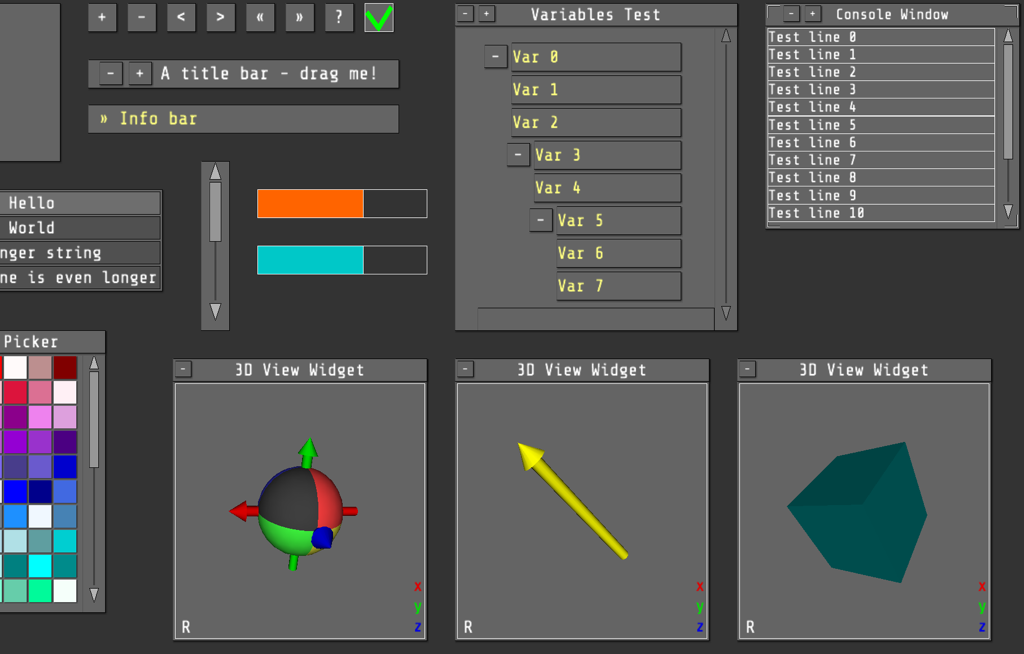 + - < > « » ?
- + A title bar - drag me!
» Info bar
Hello
World
nger string
ne is even longer
Picker
- + Variables Test
- Var 0
Var 1
Var 2
- Var 3
Var 4
- Var 5
Var 6
Var 7
- + Console Window
Test line 0
Test line 1
Test line 2
Test line 3
Test line 4
Test line 5
Test line 6
Test line 7
Test line 8
Test line 9
Test line 10
- 3D View Widget
x
y
R z
- 3D View Widget
x
y
R z
- 3D View Widget
x
y
R z